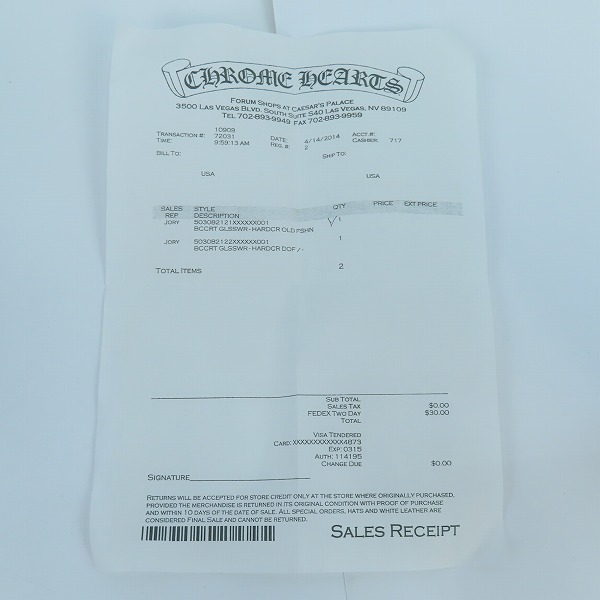 CHROME HEARTS
FORUM SHOPS AT CAESAR'S PALACE
3500 LAS VEGAS BLVD. SOUTH SUITE S40 LAS VEGAS, NV 89109
TEL 702-893-9949 FAX 702-893-9959
10909
TRANSACTION #: 72031 DATE: 4/14/2014 ACCT.#:
TIME: 9:59:13 AM REG.#: 2 CASHIER: 717
BILL TO: SHIP TO:
USA USA
SALES STYLE QTY PRICE EXT PRICE
REP DESCRIPTION
JORY 503082121XXXXXX001 1
BCCRT GLSSWR - HARDCR OLD FSHN
JORY 503082122XXXXXX001 1
BCCRT GLSSWR - HARDCR DOF /-
TOTAL ITEMS 2
SUB TOTAL
SALES TAX $0.00
FEDEX TWO DAY $30.00
TOTAL
VISA TENDERED
CARD: XXXXXXXXXXXX4873
EXP: 0315
AUTH: 114195
CHANGE DUE $0.00
SIGNATURE
RETURNS WILL BE ACCEPTED FOR STORE CREDIT ONLY AT THE STORE WHERE ORIGINALLY PURCHASED,
PROVIDED THE MERCHANDISE IS RETURNED IN ITS ORIGINAL CONDITION WITH PROOF OF PURCHASE
AND WITHIN 10 DAYS OF THE DATE OF SALE. ALL SPECIAL ORDERS, HATS AND WHITE LEATHER ARE
CONSIDERED FINAL SALE AND CANNOT BE RETURNED.
SALES RECEIPT